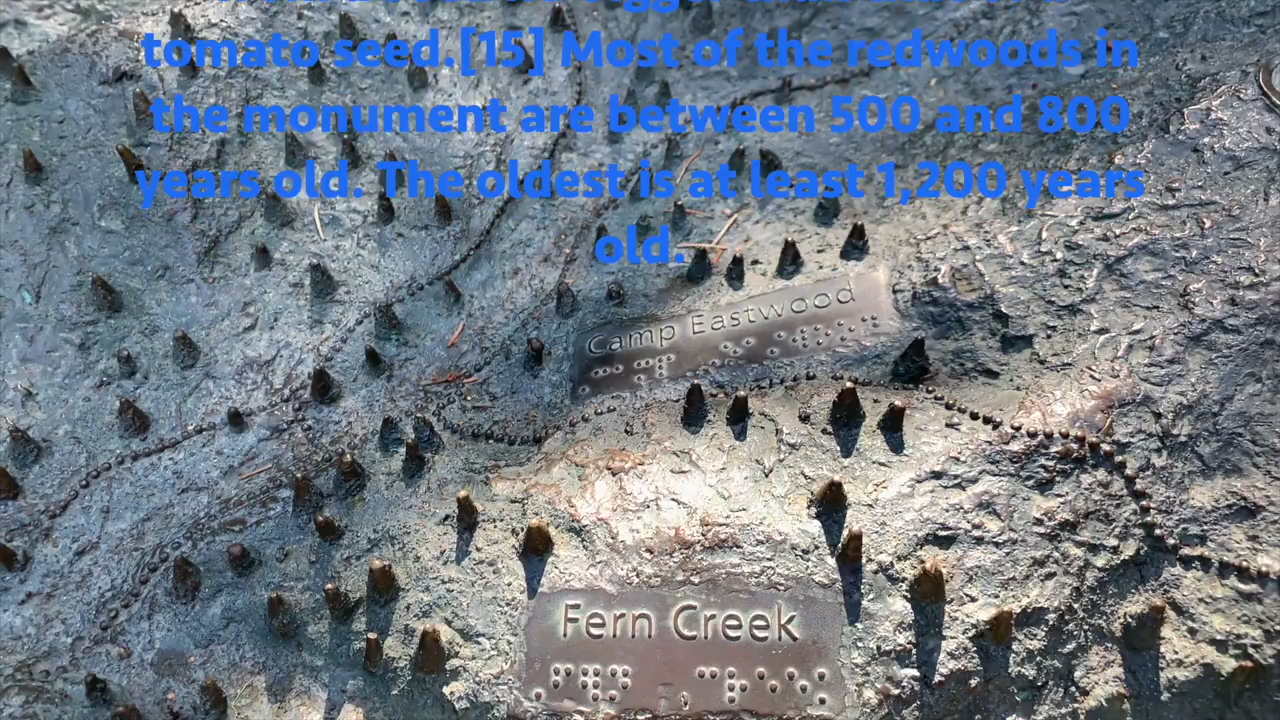 tomato seed.[15] Most of the redwoods in
the monument are between 500 and 800
years old. The oldest is at least 1,200 years
old.
Camp Eastwood
Fern Creek